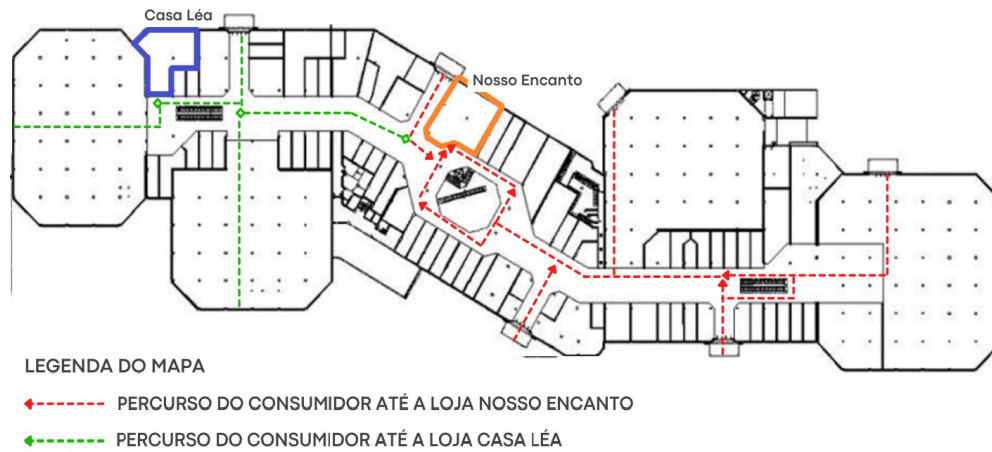 Casa Léa
Nosso Encanto
LEGENDA DO MAPA
PERCURSO DO CONSUMIDOR ATÉ A LOJA NOSSO ENCANTO
PERCURSO DO CONSUMIDOR ATÉ A LOJA CASA LÉA